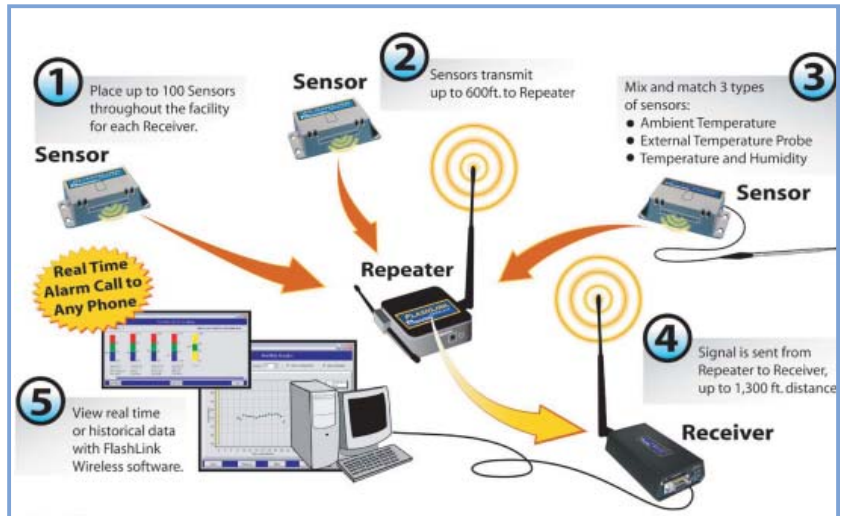 1
Place up to 100 Sensors
throughout the facility
for each Receiver.
Sensor
Sensor
2
Sensors transmit
up to 600ft. to Repeater
3
Mix and match 3 types
of sensors:
● Ambient Temperature
● External Temperature Probe
● Temperature and Humidity
Sensor
Real Time
Alarm Call to
Any Phone
Repeater
FLASHLINK
4
Signal is sent from
Repeater to Receiver,
up to 1,300 ft. distance
Receiver
5
View real time
or historical data
with FlashLink
Wireless software.